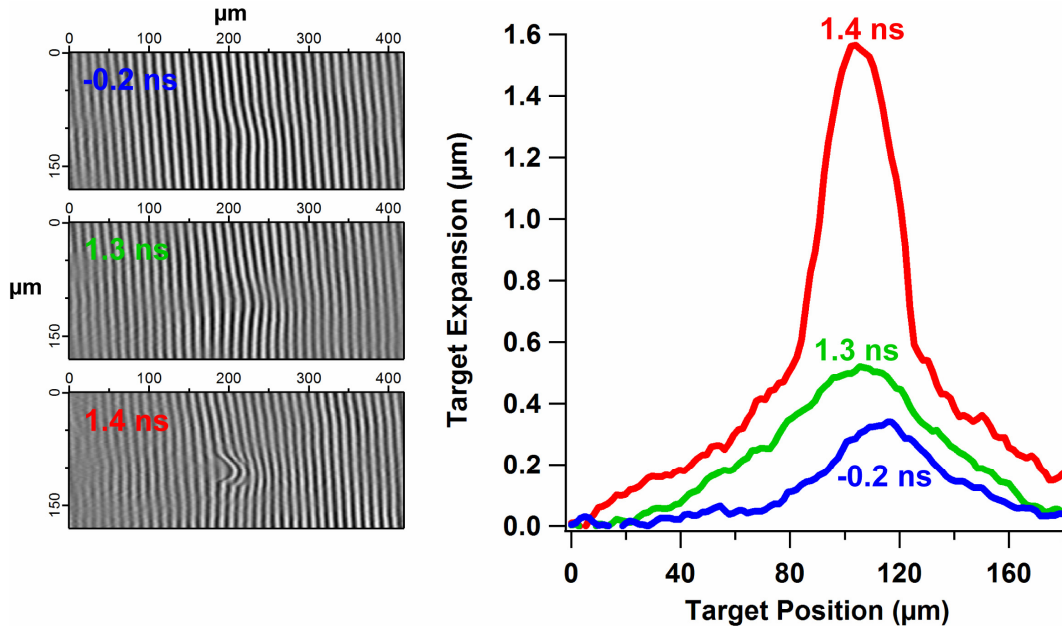 µm
0 100 200 300 400
0
150
-0.2 ns
0 100 200 300 400
0
150
1.3 ns
µm
0 100 200 300 400
0
150
1.4 ns
Target Expansion (µm)
1.6
1.4
1.2
1.0
0.8
0.6
0.4
0.2
0.0
1.4 ns
1.3 ns
-0.2 ns
0 40 80 120 160
Target Position (µm)